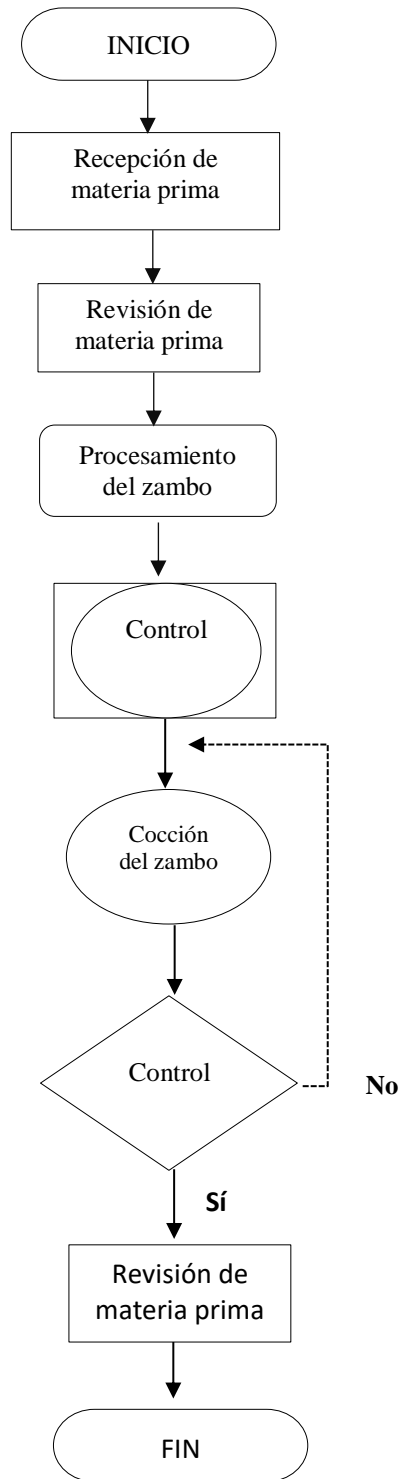 INICIO
Recepción de
materia prima
Revisión de
materia prima
Procesamiento
del zambo
Control
Cocción
del zambo
Control
No
Sí
Revisión de
materia prima
FIN